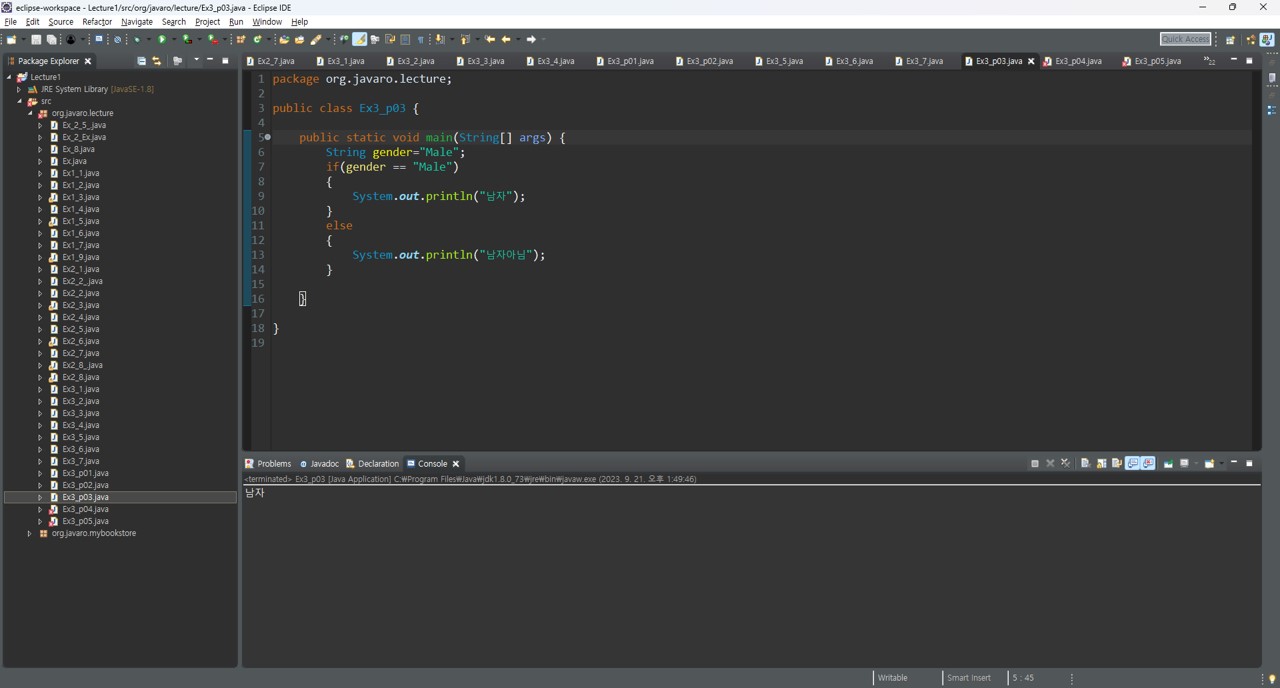 eclipse-workspace - Lecture1/src/org/javaro/lecture/Ex3_p03.java - Eclipse IDE
File Edit Source Refactor Navigate Search Project Run Window Help
Quick Access
Package Explorer
Ex2_7.java Ex3_1.java Ex3_2.java Ex3_3.java Ex3_4.java Ex3_p01.java Ex3_p02.java Ex3_5.java Ex3_6.java Ex3_7.java Ex3_p03.java Ex3_p04.java Ex3_p05.java »22
Lecture1
JRE System Library [JavaSE-1.8]
src
org.javaro.lecture
Ex_2_5_.java
Ex_2_Ex.java
Ex_8.java
Ex.java
Ex1_1.java
Ex1_2.java
Ex1_3.java
Ex1_4.java
Ex1_5.java
Ex1_6.java
Ex1_7.java
Ex1_9.java
Ex2_1.java
Ex2_2_.java
Ex2_2.java
Ex2_3.java
Ex2_4.java
Ex2_5.java
Ex2_6.java
Ex2_7.java
Ex2_8_.java
Ex2_8.java
Ex3_1.java
Ex3_2.java
Ex3_3.java
Ex3_4.java
Ex3_5.java
Ex3_6.java
Ex3_7.java
Ex3_p01.java
Ex3_p02.java
Ex3_p03.java
Ex3_p04.java
Ex3_p05.java
org.javaro.mybookstore
1 package org.javaro.lecture;
2
3 public class Ex3_p03 {
4
5 public static void main(String[] args) {
6 String gender="Male";
7 if(gender == "Male")
8 {
9 System.out.println("남자");
10 }
11 else
12 {
13 System.out.println("남자아님");
14 }
15
16 }
17
18 }
19
Problems Javadoc Declaration Console
<terminated> Ex3_p03 [Java Application] C:₩Program Files₩Java₩jdk1.8.0_73₩jre₩bin₩javaw.exe (2023. 9. 21. 오후 1:49:46)
남자
Writable Smart Insert 5 : 45